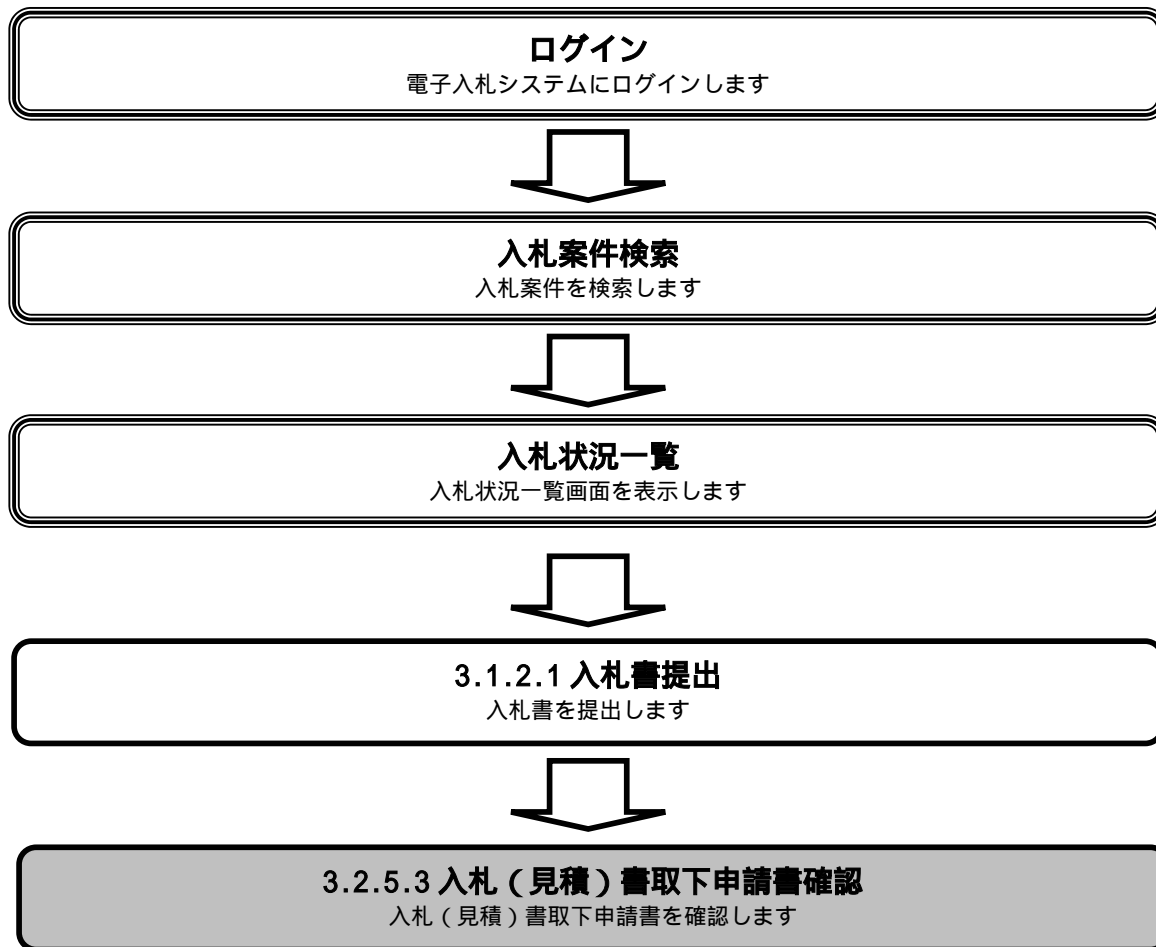 ログイン
電子入札システムにログインします
入札案件検索
入札案件を検索します
入札状況一覧
入札状況一覧画面を表示します
3.1.2.1 入札書提出
入札書を提出します
3.2.5.3 入札（見積）書取下申請書確認
入札（見積）書取下申請書を確認します